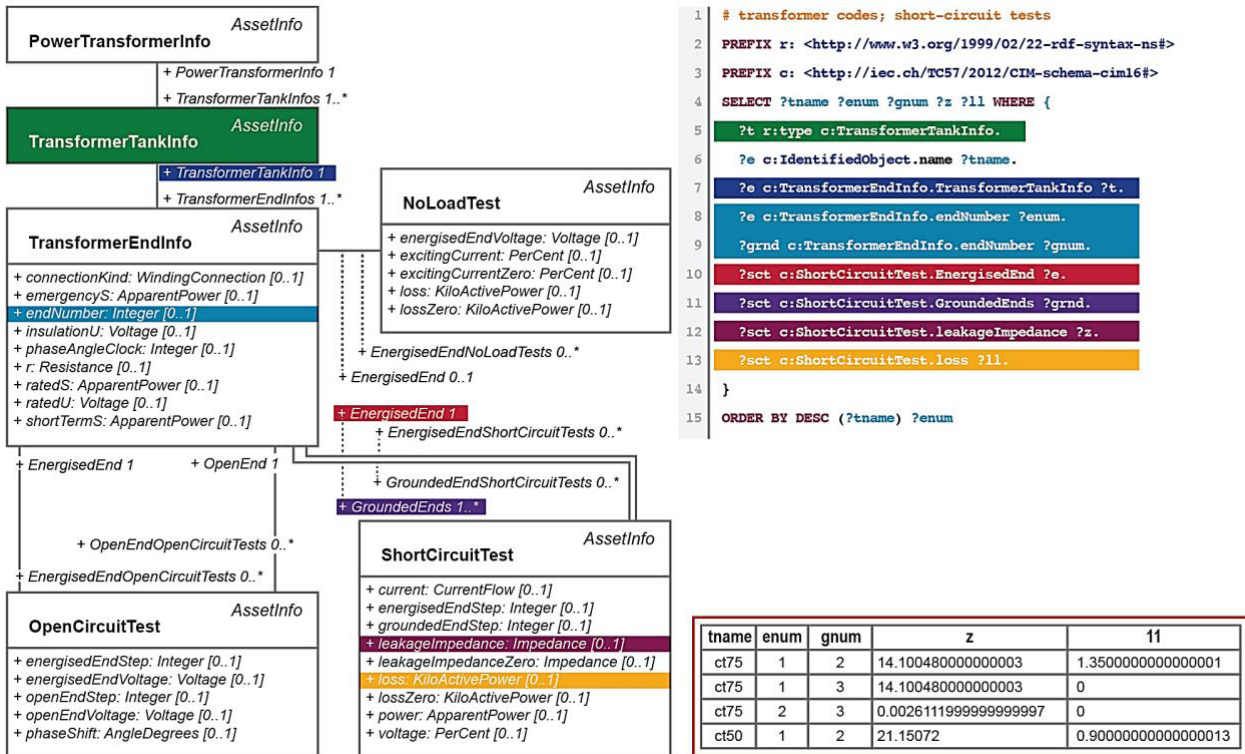 AssetInfo
PowerTransformerInfo
+ PowerTransformerInfo 1
+ TransformerTankInfos 1..*
AssetInfo
TransformerTankInfo
+ TransformerTankInfo 1
+ TransformerEndInfos 1..*
AssetInfo
TransformerEndInfo
+ connectionKind: WindingConnection [0..1]
+ emergencyS: ApparentPower [0..1]
+ endNumber: Integer [0..1]
+ insulationU: Voltage [0..1]
+ phaseAngleClock: Integer [0..1]
+ r: Resistance [0..1]
+ ratedS: ApparentPower [0..1]
+ ratedU: Voltage [0..1]
+ shortTermS: ApparentPower [0..1]
AssetInfo
NoLoadTest
+ energisedEndVoltage: Voltage [0..1]
+ excitingCurrent: PerCent [0..1]
+ excitingCurrentZero: PerCent [0..1]
+ loss: KiloActivePower [0..1]
+ lossZero: KiloActivePower [0..1]
+ EnergisedEndNoLoadTests 0..*
+ EnergisedEnd 0..1
+ EnergisedEnd 1
+ EnergisedEndShortCircuitTests 0..*
+ GroundedEndShortCircuitTests 0..*
+ GroundedEnds 1..*
+ EnergisedEnd 1
+ OpenEnd 1
+ OpenEndOpenCircuitTests 0..*
+ EnergisedEndOpenCircuitTests 0..*
AssetInfo
OpenCircuitTest
+ energisedEndStep: Integer [0..1]
+ energisedEndVoltage: Voltage [0..1]
+ openEndStep: Integer [0..1]
+ openEndVoltage: Voltage [0..1]
+ phaseShift: AngleDegrees [0..1]
AssetInfo
ShortCircuitTest
+ current: CurrentFlow [0..1]
+ energisedEndStep: Integer [0..1]
+ groundedEndStep: Integer [0..1]
+ leakageImpedance: Impedance [0..1]
+ leakageImpedanceZero: Impedance [0..1]
+ loss: KiloActivePower [0..1]
+ lossZero: KiloActivePower [0..1]
+ power: ApparentPower [0..1]
+ voltage: PerCent [0..1]
1 # transformer codes; short-circuit tests
2 PREFIX r: <http://www.w3.org/1999/02/22-rdf-syntax-ns#>
3 PREFIX c: <http://iec.ch/TC57/2012/CIM-schema-cim16#>
4 SELECT ?tname ?enum ?gnum ?z ?ll WHERE {
5 ?t r:type c:TransformerTankInfo.
6 ?e c:IdentifiedObject.name ?tname.
7 ?e c:TransformerEndInfo.TransformerTankInfo ?t.
8 ?e c:TransformerEndInfo.endNumber ?enum.
9 ?grnd c:TransformerEndInfo.endNumber ?gnum.
10 ?sct c:ShortCircuitTest.EnergisedEnd ?e.
11 ?sct c:ShortCircuitTest.GroundedEnds ?grnd.
12 ?sct c:ShortCircuitTest.leakageImpedance ?z.
13 ?sct c:ShortCircuitTest.loss ?ll.
14 }
15 ORDER BY DESC (?tname) ?enum
tname enum gnum z 11
ct75 1 2 14.100480000000003 1.3500000000000001
ct75 1 3 14.100480000000003 0
ct75 2 3 0.0026111999999999997 0
ct50 1 2 21.15072 0.90000000000000013